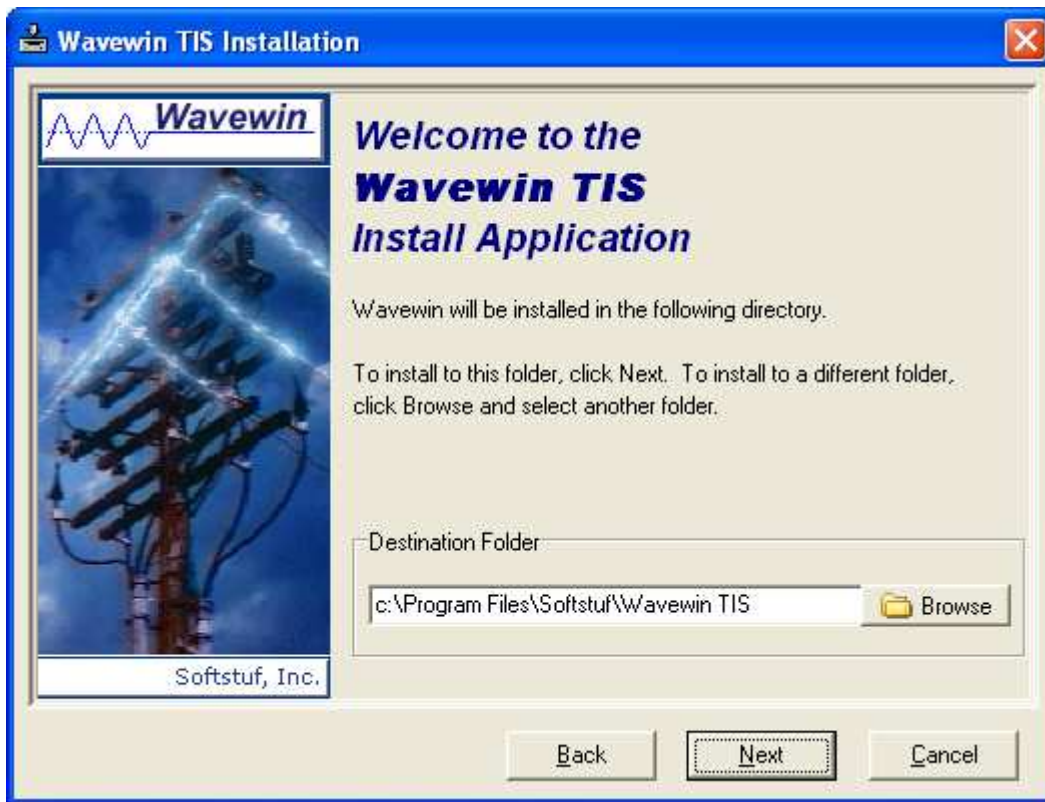 Wavewin TIS Installation
Wavewin
Welcome to the
Wavewin TIS
Install Application
Wavewin will be installed in the following directory.
To install to this folder, click Next. To install to a different folder,
click Browse and select another folder.
Destination Folder
c:\Program Files\Softstuf\Wavewin TIS
Browse
Softstuf, Inc.
Back
Next
Cancel